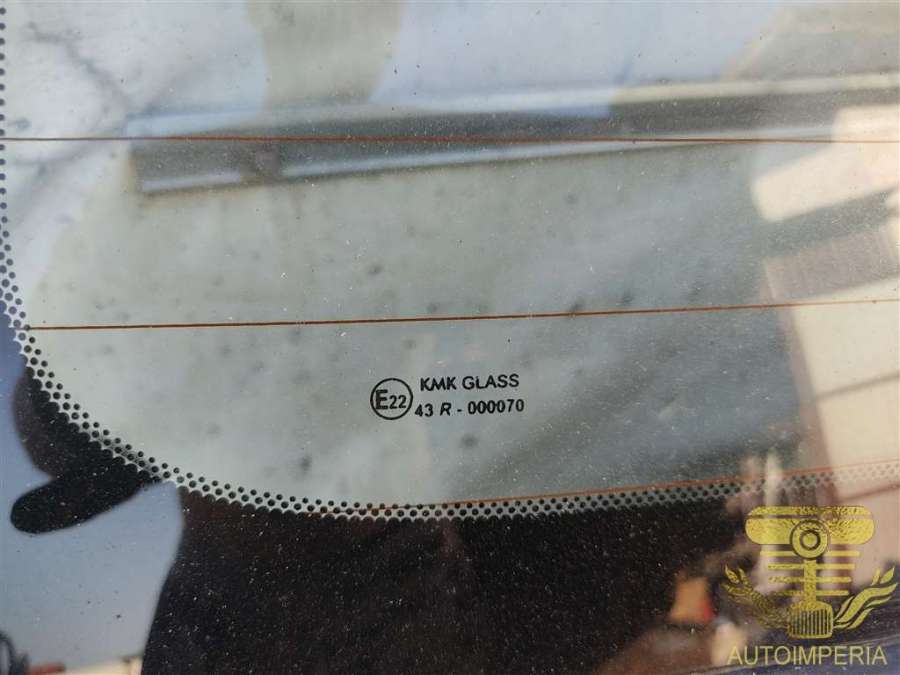 KMK GLASS
E22
43 R - 000070
AUTOIMPERIA